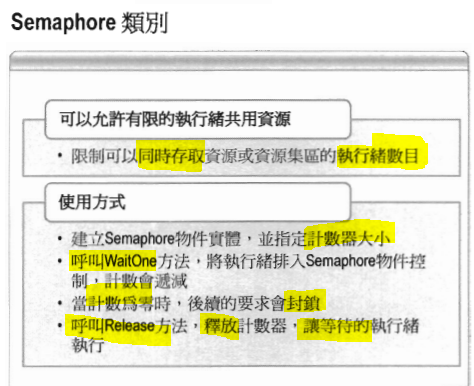 Semaphore 類別
可以允許有限的執行緒共用資源
• 限制可以同時存取資源或資源集區的執行緒數目
使用方式
• 建立Semaphore物件實體，並指定計數器大小
• 呼叫WaitOne方法，將執行緒排入Semaphore物件控
制，計數會遞減
• 當計數為零時，後續的要求會封鎖
• 呼叫Release方法，釋放計數器，讓等待的執行緒
執行